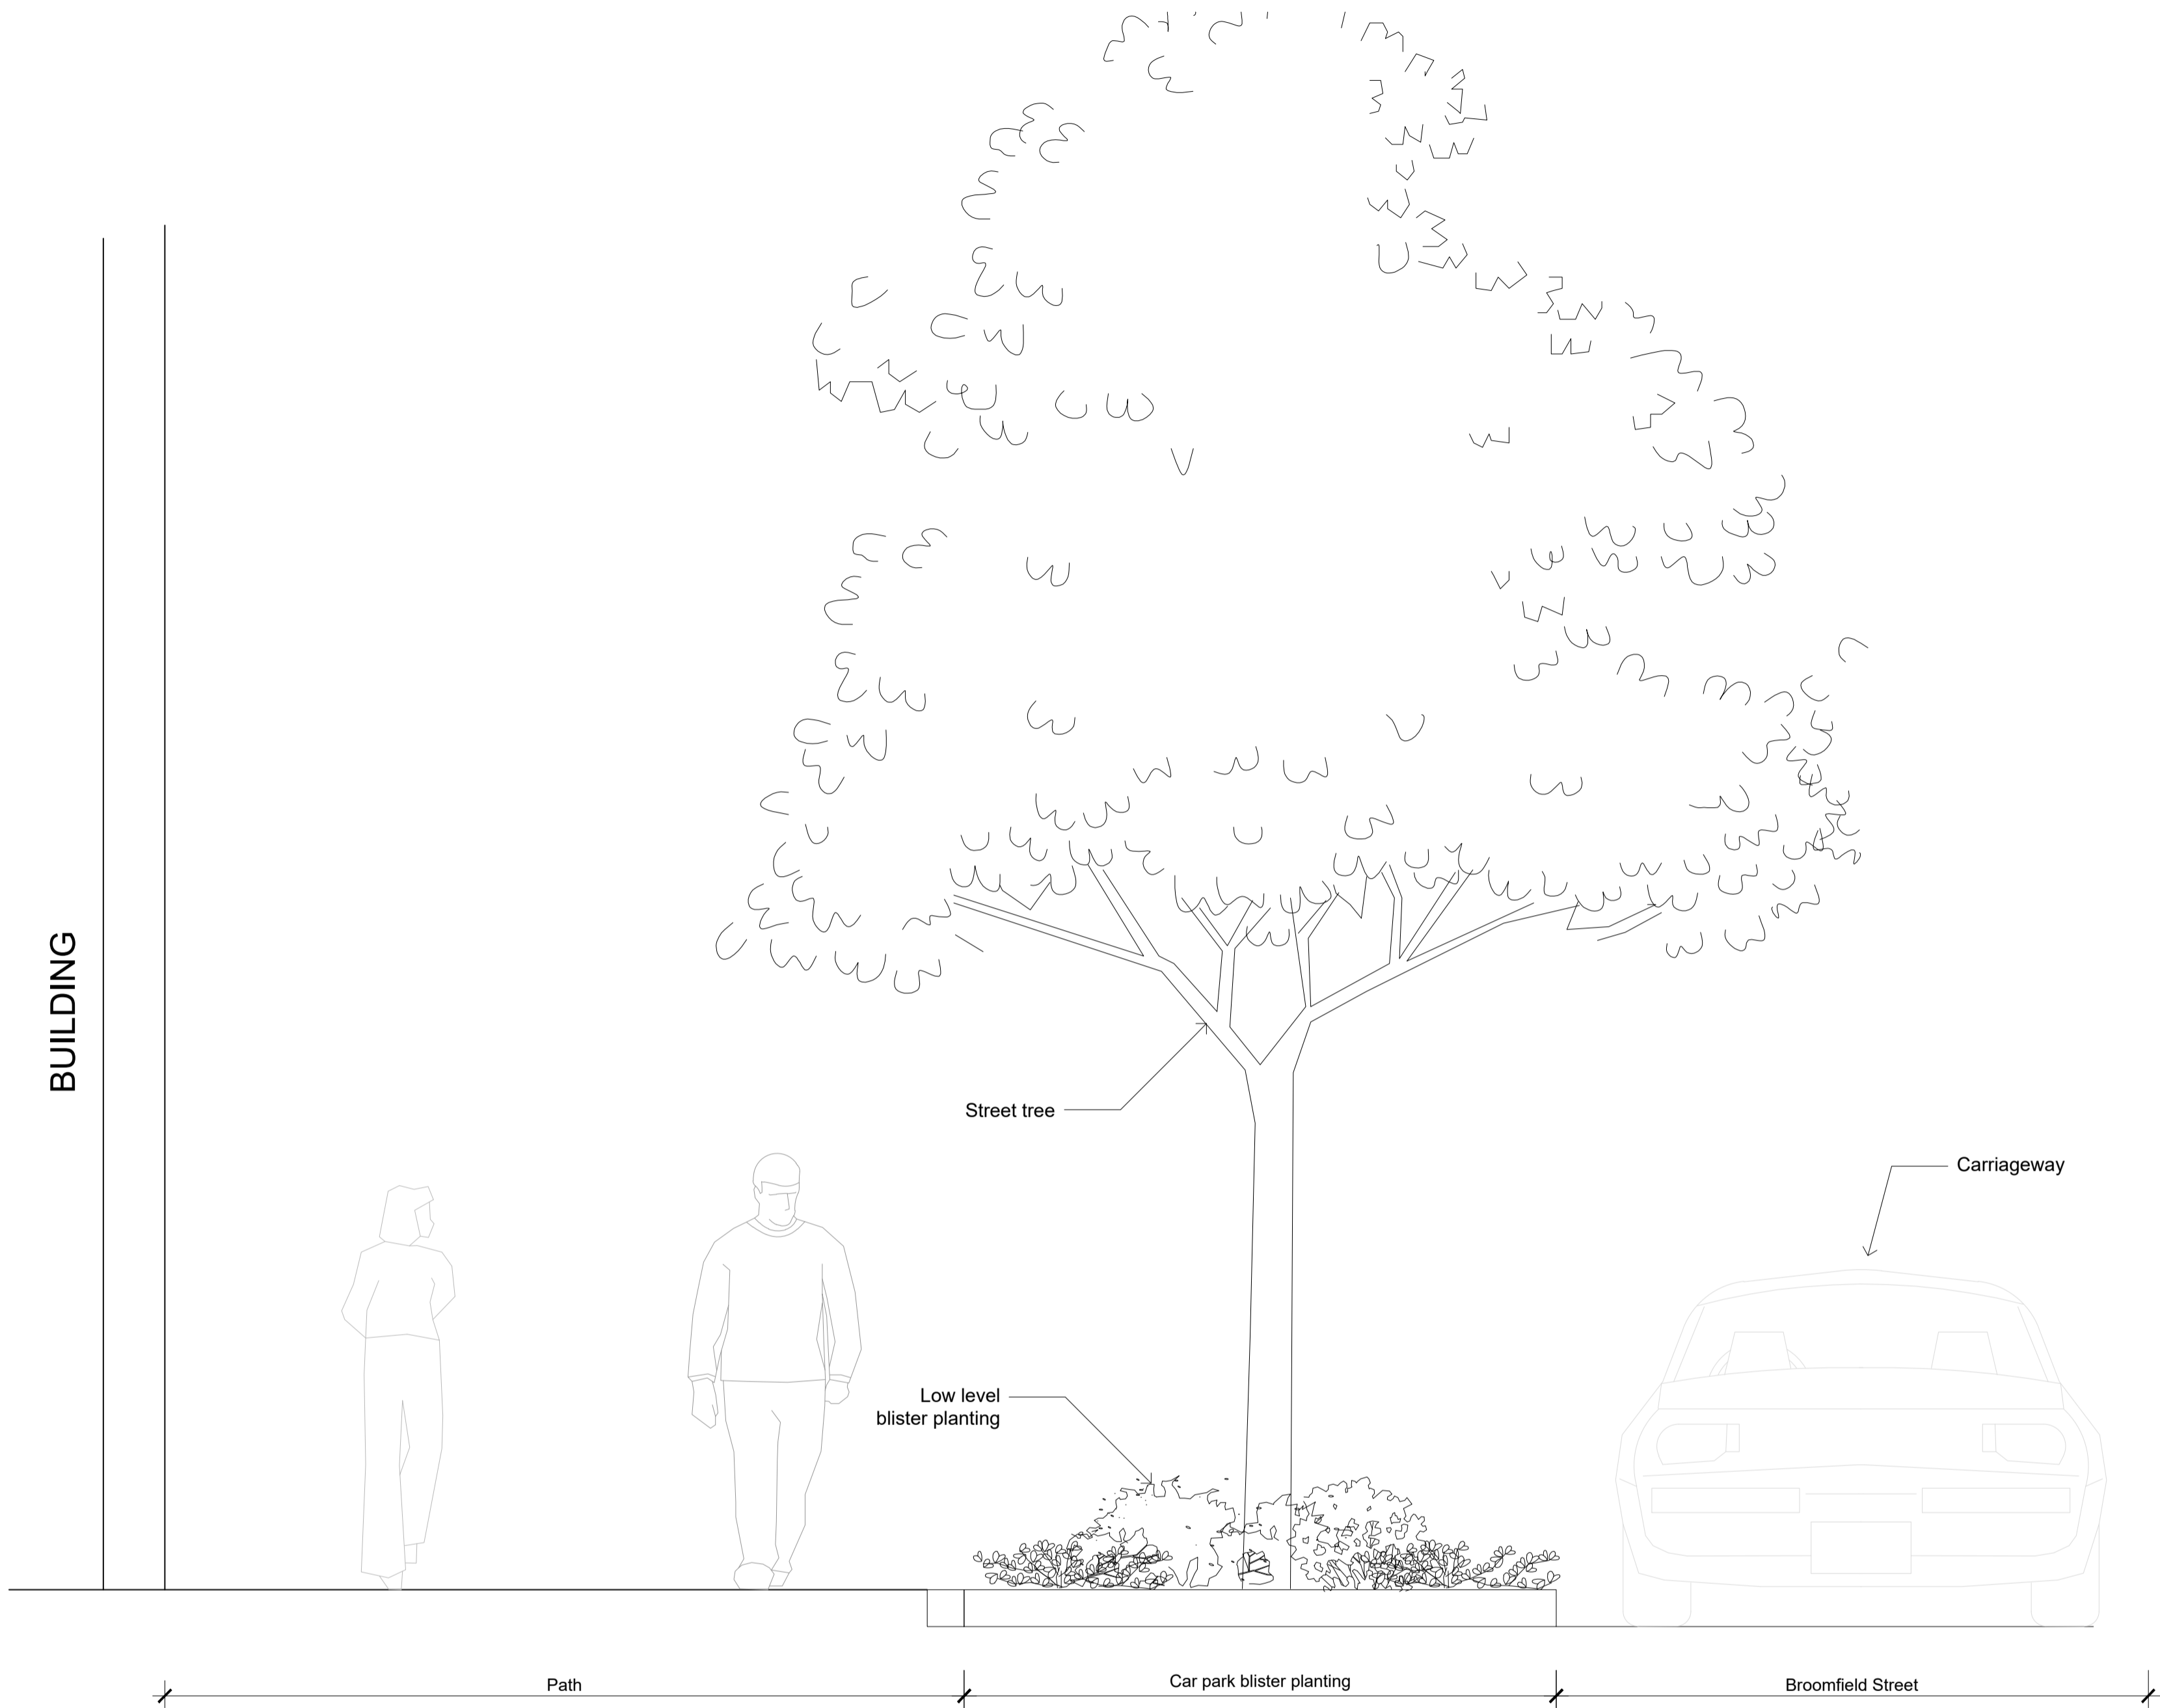 BUILDING
Street tree
Carriageway
Low level
blister planting
Path
Car park blister planting
Broomfield Street